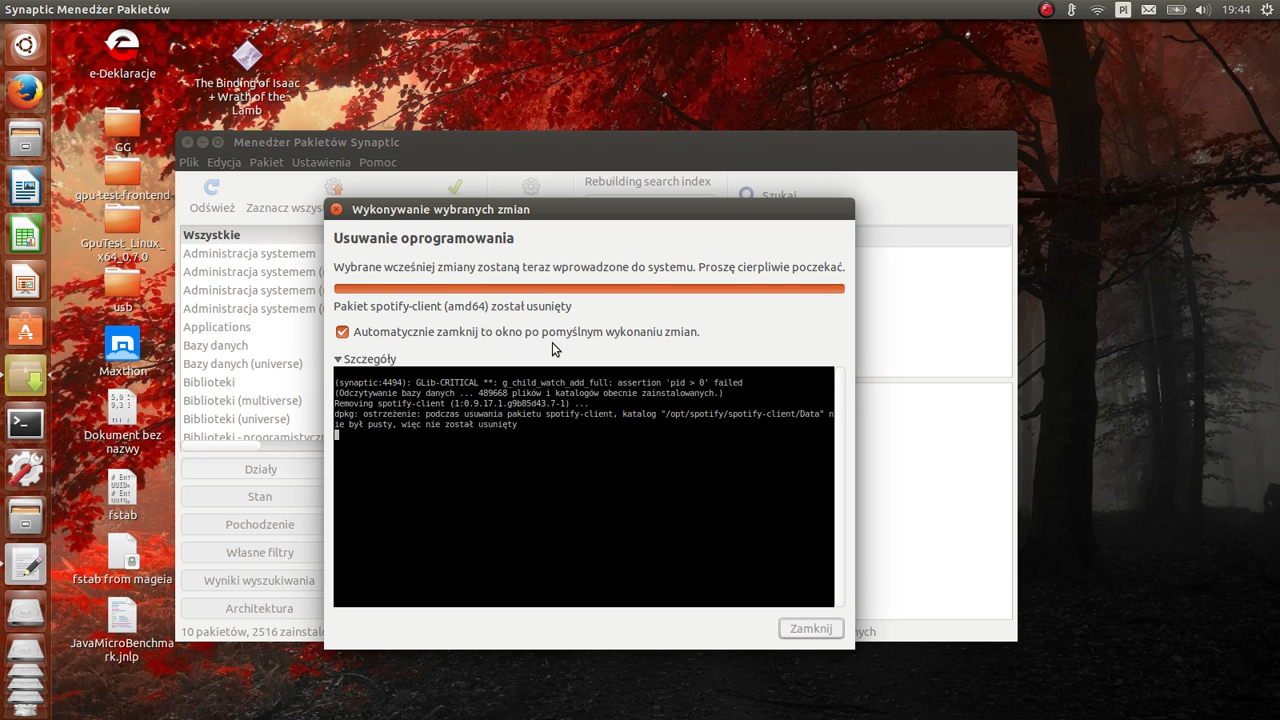 Synaptic Menedżer Pakietów
Pl
19:44
e-Deklaracje
The Binding of Isaac
+ Wrath of the
Lamb
GG
gpu-test-frontend
GpuTest_Linux_
x64_0.7.0
usb
Maxthon
Dokument bez
nazwy
fstab
fstab from mageia
JavaMicroBenchma
rk.jnlp
Menedżer Pakietów Synaptic
Plik Edycja Pakiet Ustawienia Pomoc
Rebuilding search index
Odśwież Zaznacz wszys
Szukaj
Wszystkie
Administracja systemem
Administracja systemem (
Administracja systemem (r
Administracja systemem (
Applications
Bazy danych
Bazy danych (universe)
Biblioteki
Biblioteki (multiverse)
Biblioteki (universe)
Biblioteki - programistyczn
Działy
Stan
Pochodzenie
Własne filtry
Wyniki wyszukiwania
Architektura
10 pakietów, 2516 zainstalo
nych
Wykonywanie wybranych zmian
Usuwanie oprogramowania
Wybrane wcześniej zmiany zostaną teraz wprowadzone do systemu. Proszę cierpliwie poczekać.
Pakiet spotify-client (amd64) został usunięty
Automatycznie zamknij to okno po pomyślnym wykonaniu zmian.
Szczegóły
(synaptic:4494): GLib-CRITICAL **: g_child_watch_add_full: assertion 'pid > 0' failed
(Odczytywanie bazy danych ... 489668 plików i katalogów obecnie zainstalowanych.)
Removing spotify-client (1:0.9.17.1.g9b85d43.7-1) ...
dpkg: ostrzeżenie: podczas usuwania pakietu spotify-client, katalog "/opt/spotify/spotify-client/Data" n
ie był pusty, więc nie został usunięty
Zamknij